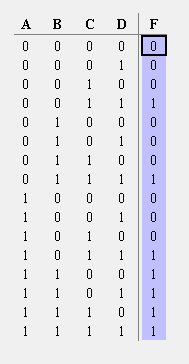 A B C D F
0 0 0 0 0
0 0 0 1 0
0 0 1 0 0
0 0 1 1 1
0 1 0 0 0
0 1 0 1 0
0 1 1 0 0
0 1 1 1 1
1 0 0 0 0
1 0 0 1 0
1 0 1 0 0
1 0 1 1 1
1 1 0 0 1
1 1 0 1 1
1 1 1 0 1
1 1 1 1 1